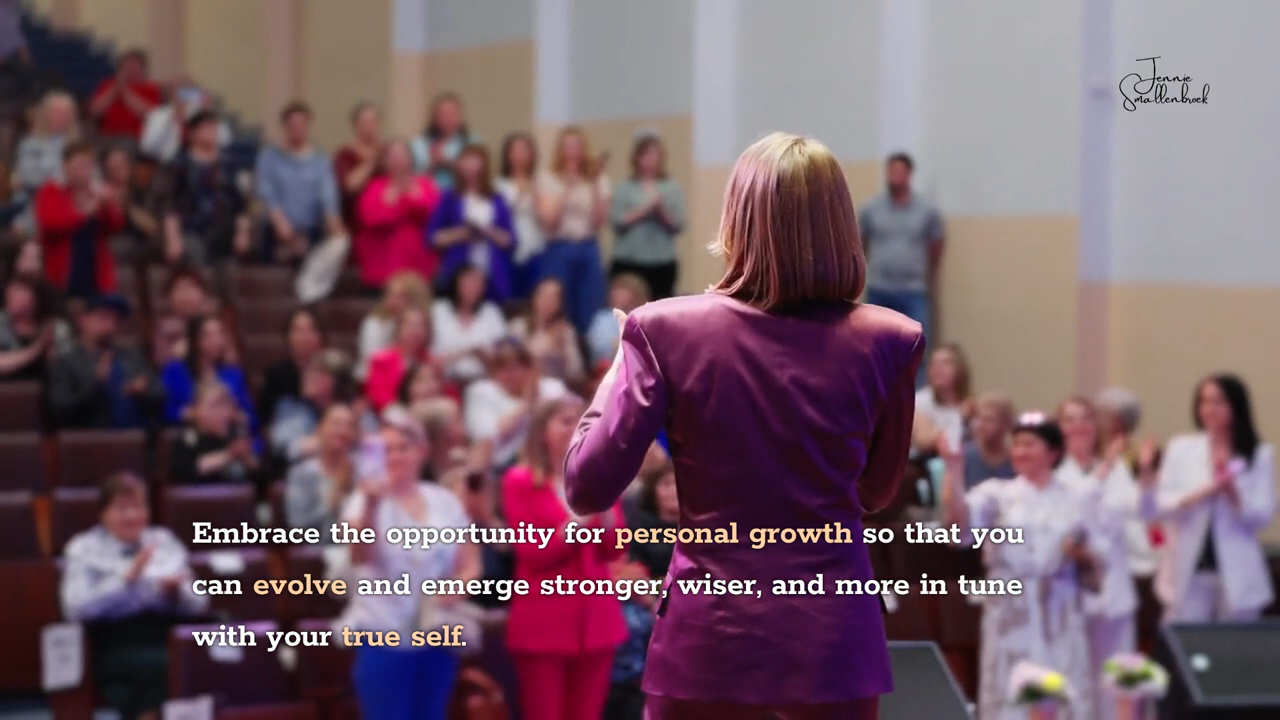 Jennie
Smallenbroek
Embrace the opportunity for personal growth so that you
can evolve and emerge stronger, wiser, and more in tune
with your true self.